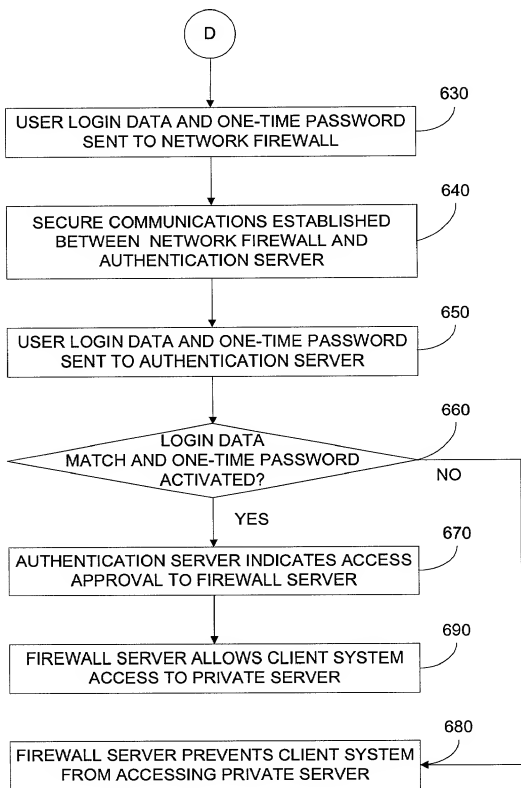 D
630
USER LOGIN DATA AND ONE-TIME PASSWORD
SENT TO NETWORK FIREWALL
640
SECURE COMMUNICATIONS ESTABLISHED
BETWEEN NETWORK FIREWALL AND
AUTHENTICATION SERVER
650
USER LOGIN DATA AND ONE-TIME PASSWORD
SENT TO AUTHENTICATION SERVER
660
LOGIN DATA
MATCH AND ONE-TIME PASSWORD
ACTIVATED?
NO
YES
670
AUTHENTICATION SERVER INDICATES ACCESS
APPROVAL TO FIREWALL SERVER
690
FIREWALL SERVER ALLOWS CLIENT SYSTEM
ACCESS TO PRIVATE SERVER
680
FIREWALL SERVER PREVENTS CLIENT SYSTEM
FROM ACCESSING PRIVATE SERVER